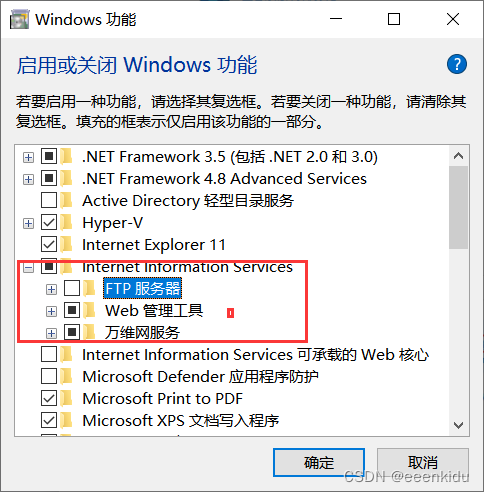 Windows 功能
启用或关闭 Windows 功能
若要启用一种功能，请选择其复选框。若要关闭一种功能，请清除其
复选框。填充的框表示仅启用该功能的一部分。
.NET Framework 3.5 (包括 .NET 2.0 和 3.0)
.NET Framework 4.8 Advanced Services
Active Directory 轻型目录服务
Hyper-V
Internet Explorer 11
Internet Information Services
FTP 服务器
Web 管理工具
万维网服务
Internet Information Services 可承载的 Web 核心
Microsoft Defender 应用程序防护
Microsoft Print to PDF
Microsoft XPS 文档写入程序
确定 取消
CSDN @eeenkidu